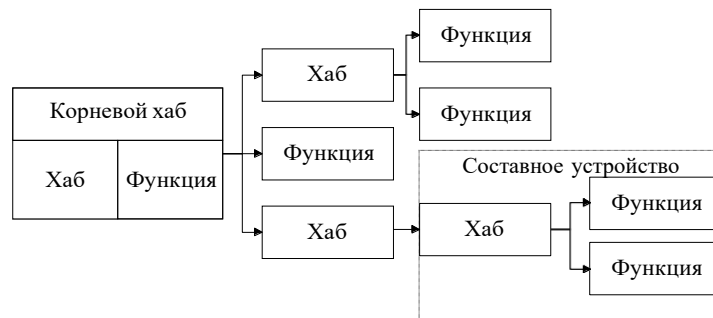 Корневой хаб
Хаб
Функция
Хаб
Функция
Хаб
Функция
Функция
Составное устройство
Хаб
Функция
Функция